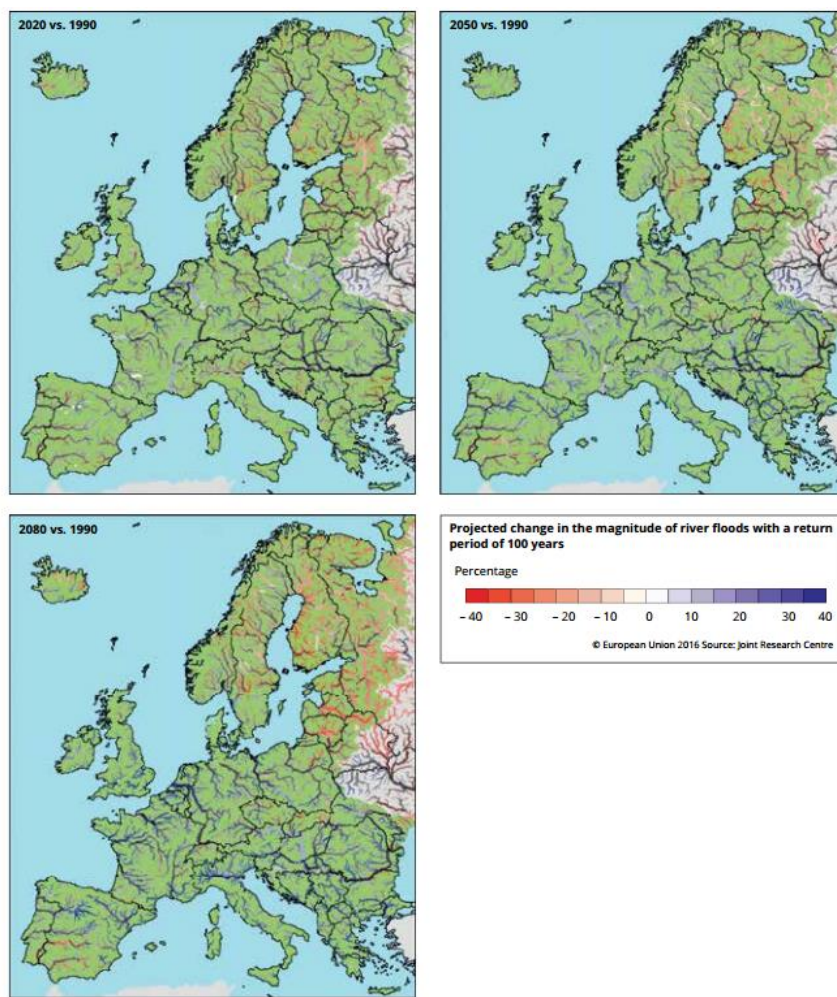 2020 vs. 1990
2050 vs. 1990
2080 vs. 1990
Projected change in the magnitude of river floods with a return
period of 100 years
Percentage
– 40 – 30 – 20 – 10 0 10 20 30 40
© European Union 2016 Source: Joint Research Centre